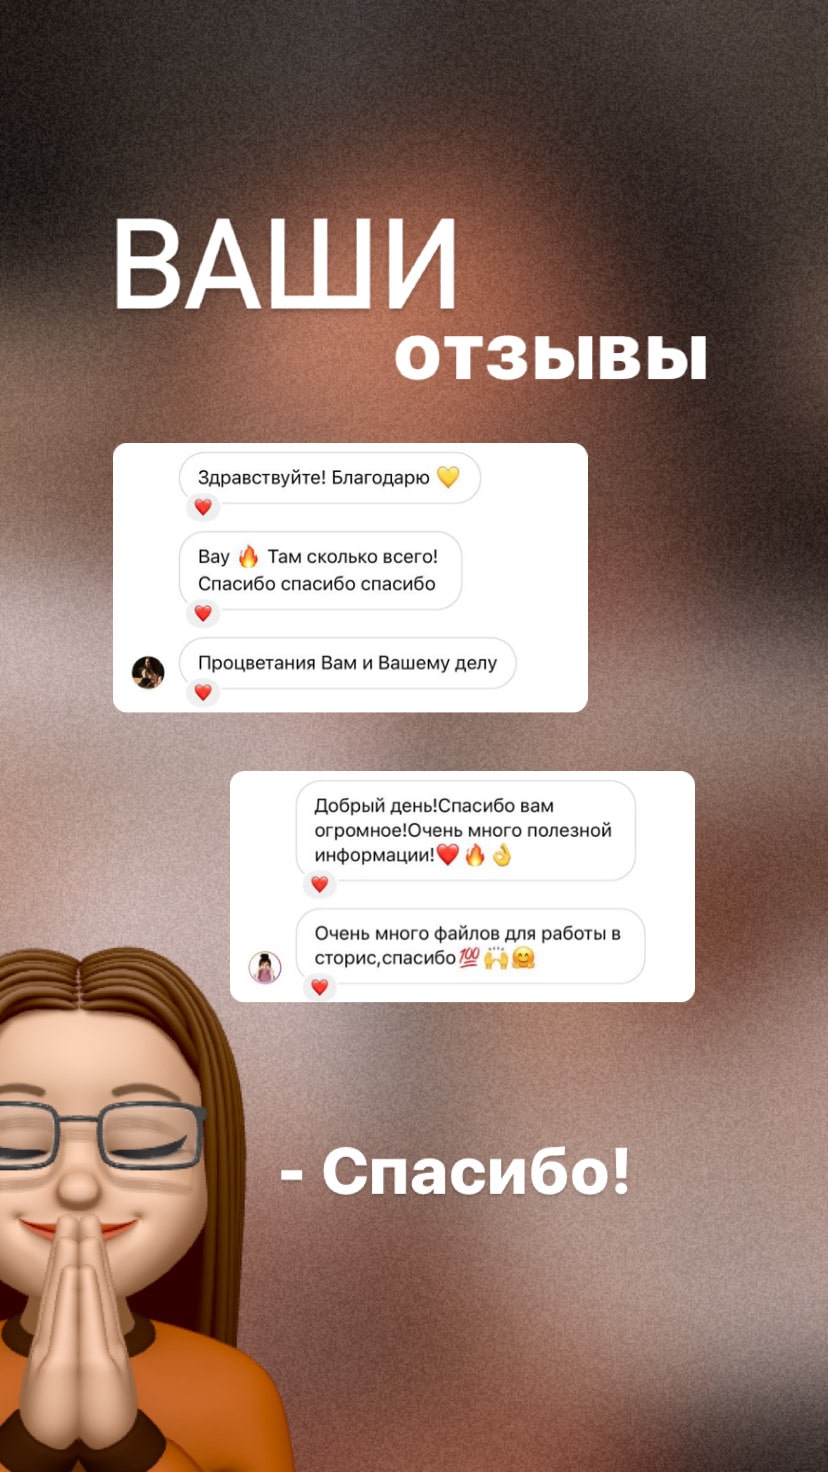 ВАШИ
отзывы
Здравствуйте! Благодарю 💛
Вау 🔥 Там сколько всего!
Спасибо спасибо спасибо
Процветания Вам и Вашему делу
Добрый день!Спасибо вам
огромное!Очень много полезной
информации!❤️🔥👌
Очень много файлов для работы в
сторис,спасибо💯🙌🤗
- Спасибо!